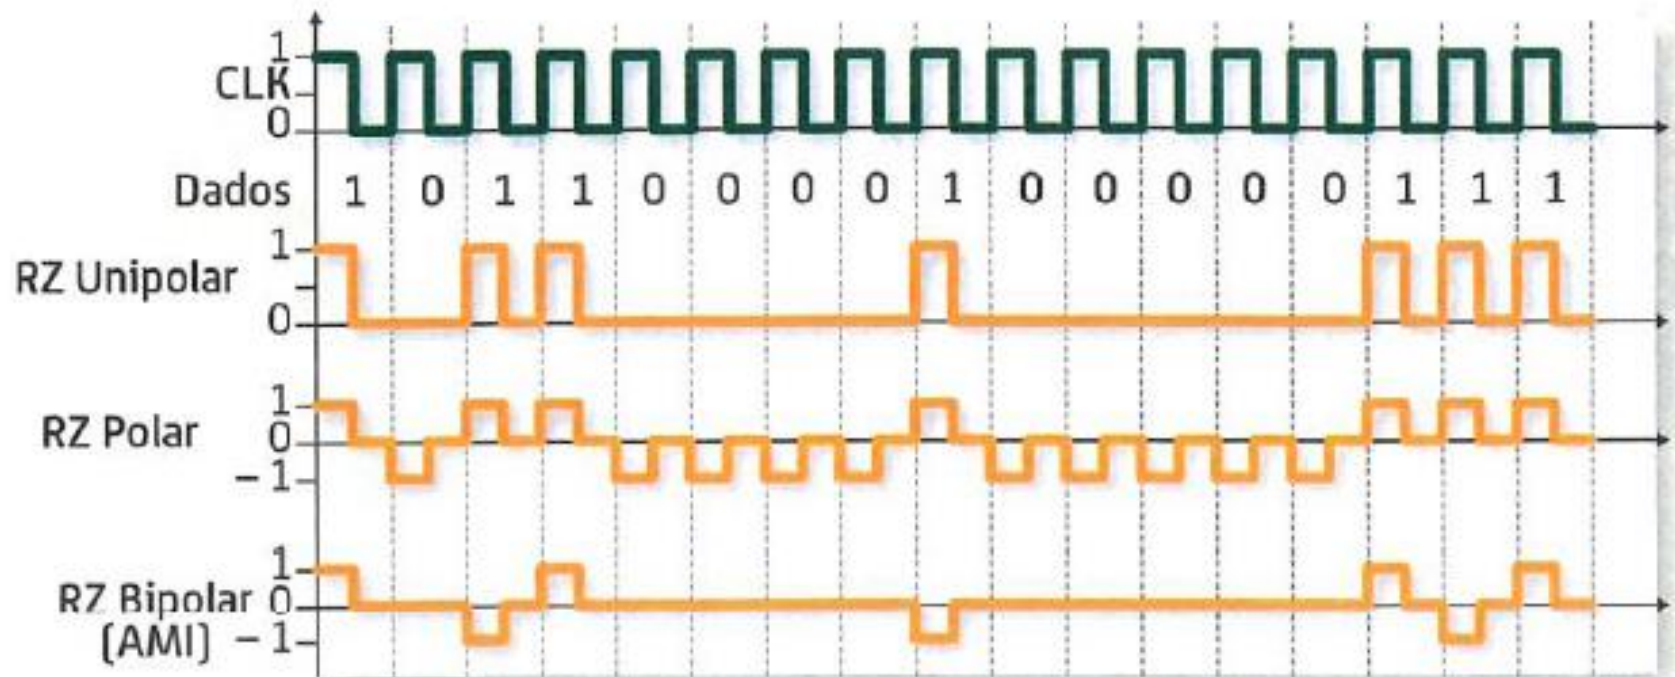 1
CLK
0
Dados 1 0 1 1 0 0 0 0 1 0 0 0 0 0 1 1 1
1
RZ Unipolar
0
1
RZ Polar 0
-1
1
RZ Bipolar 0
(AMI) -1